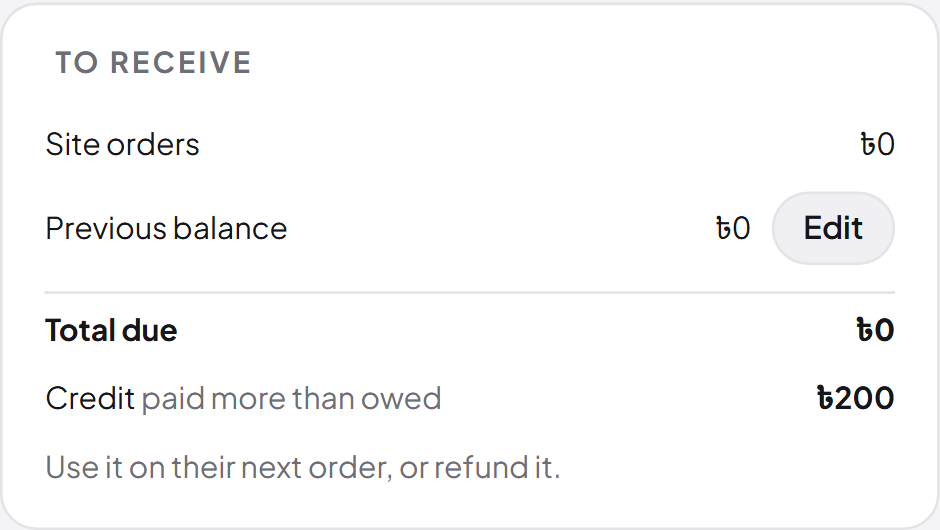 TO RECEIVE
Site orders ৳0
Previous balance ৳0 Edit
Total due ৳0
Credit paid more than owed ৳200
Use it on their next order, or refund it.